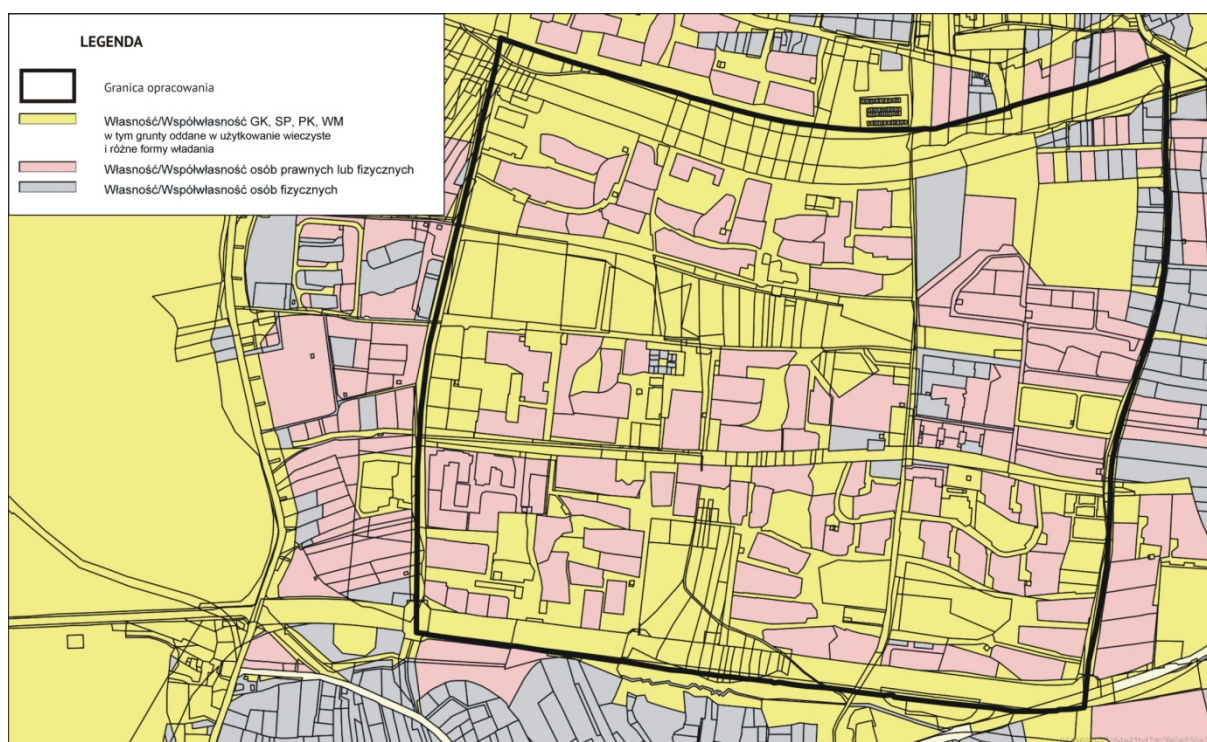 LEGENDA
Granica opracowania
Własność/Współwłasność GK, SP, PK, WM
w tym grunty oddane w użytkowanie wieczyste
i różne formy władania
Własność/Współwłasność osób prawnych lub fizycznych
Własność/Współwłasność osób fizycznych